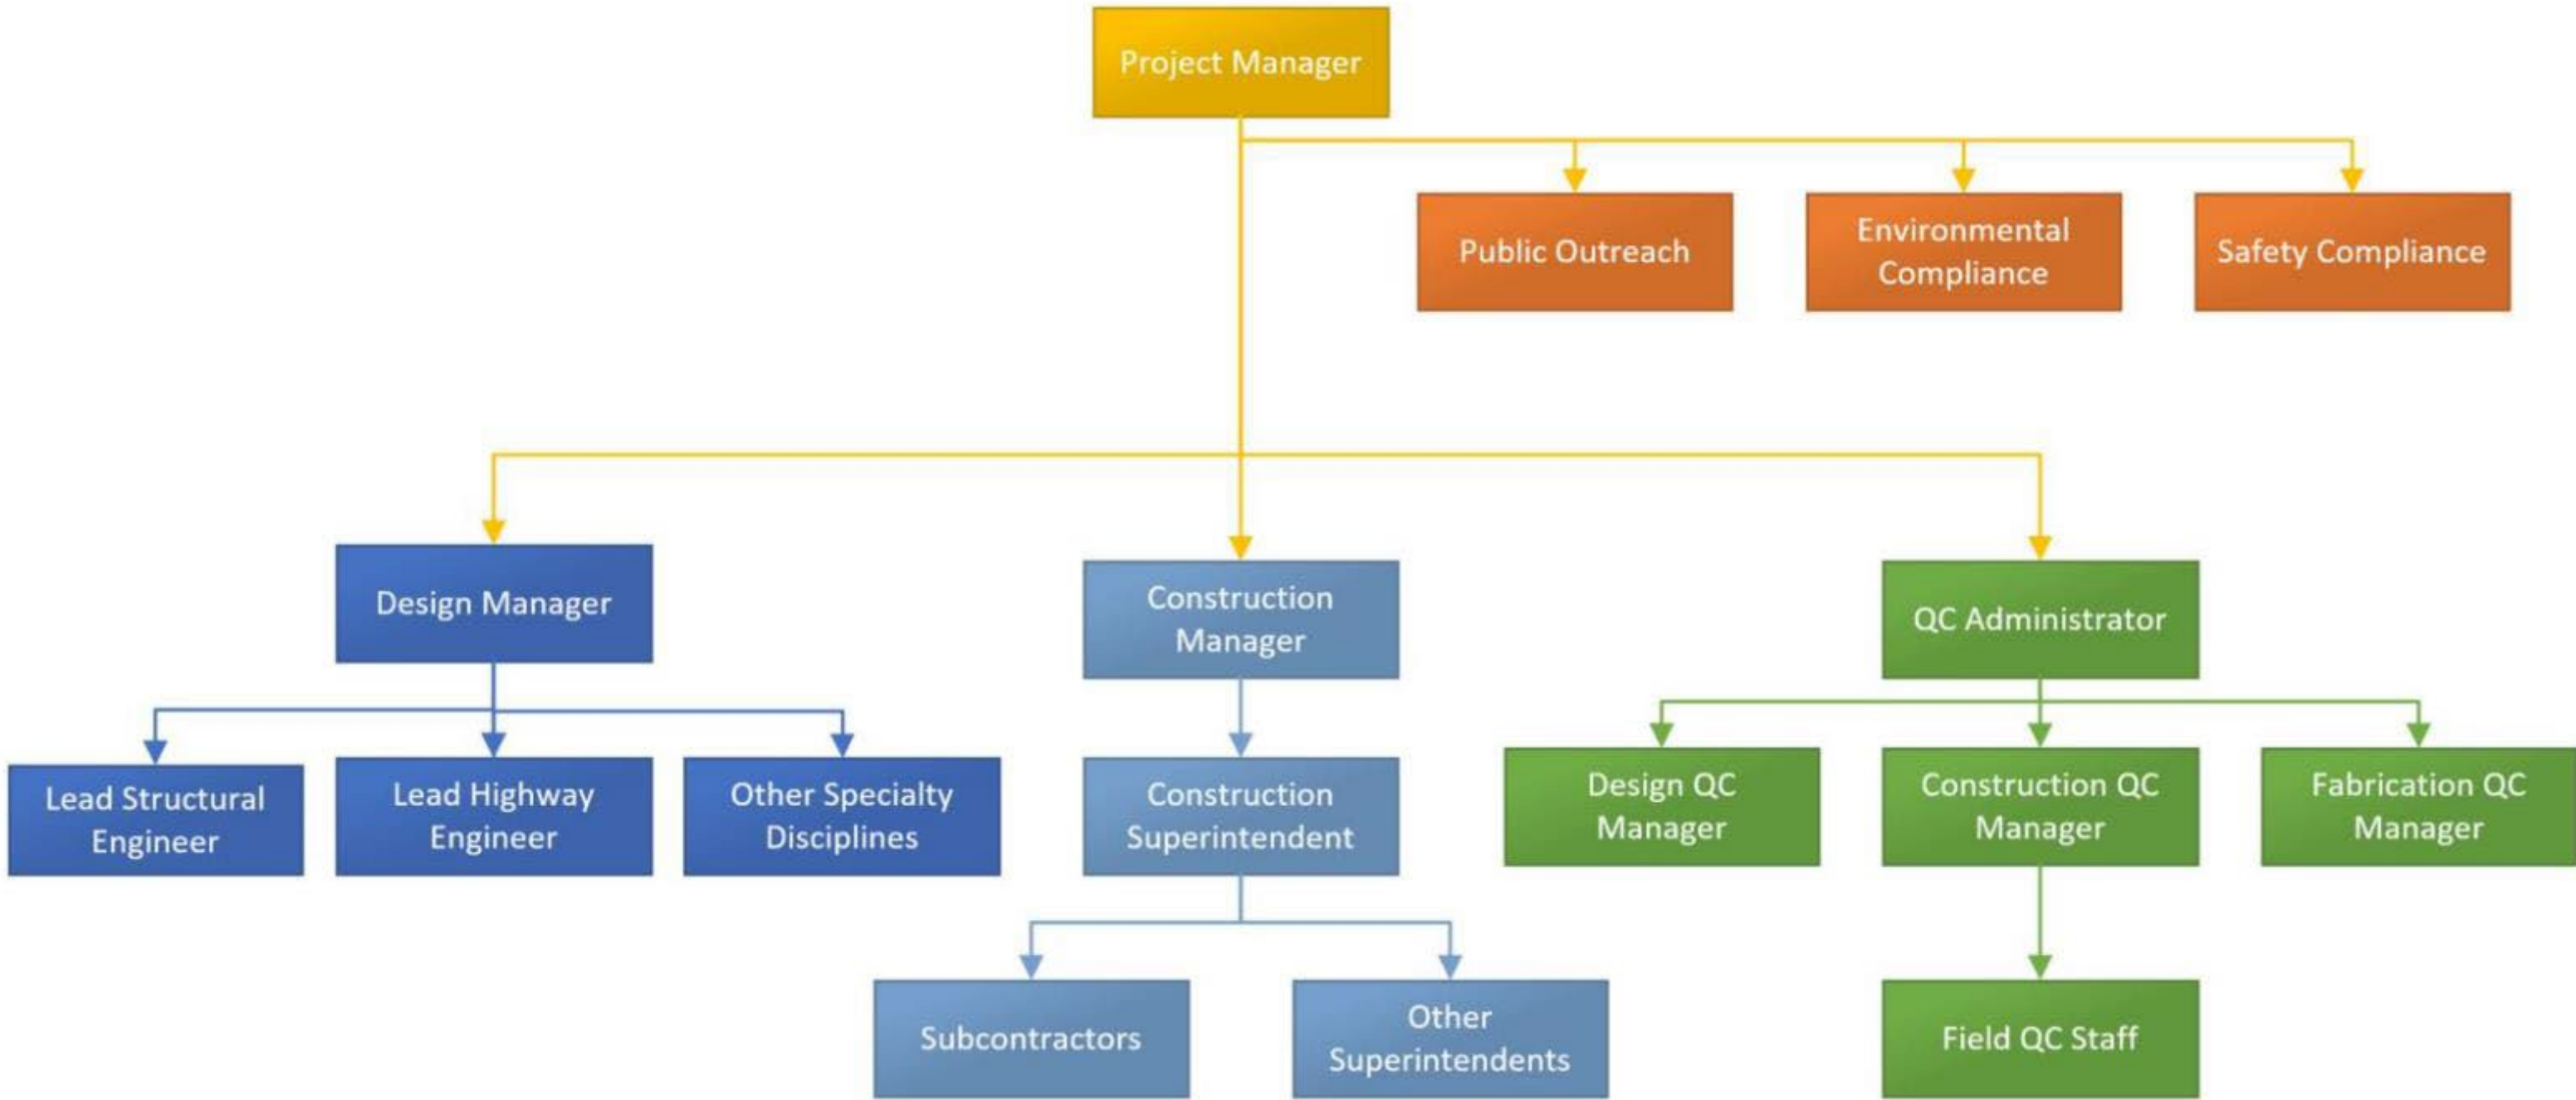 Project Manager
Public Outreach
Environmental
Compliance
Safety Compliance
Design Manager
Construction
Manager
QC Administrator
Lead Structural
Engineer
Lead Highway
Engineer
Other Specialty
Disciplines
Construction
Superintendent
Design QC
Manager
Construction QC
Manager
Fabrication QC
Manager
Subcontractors
Other
Superintendents
Field QC Staff